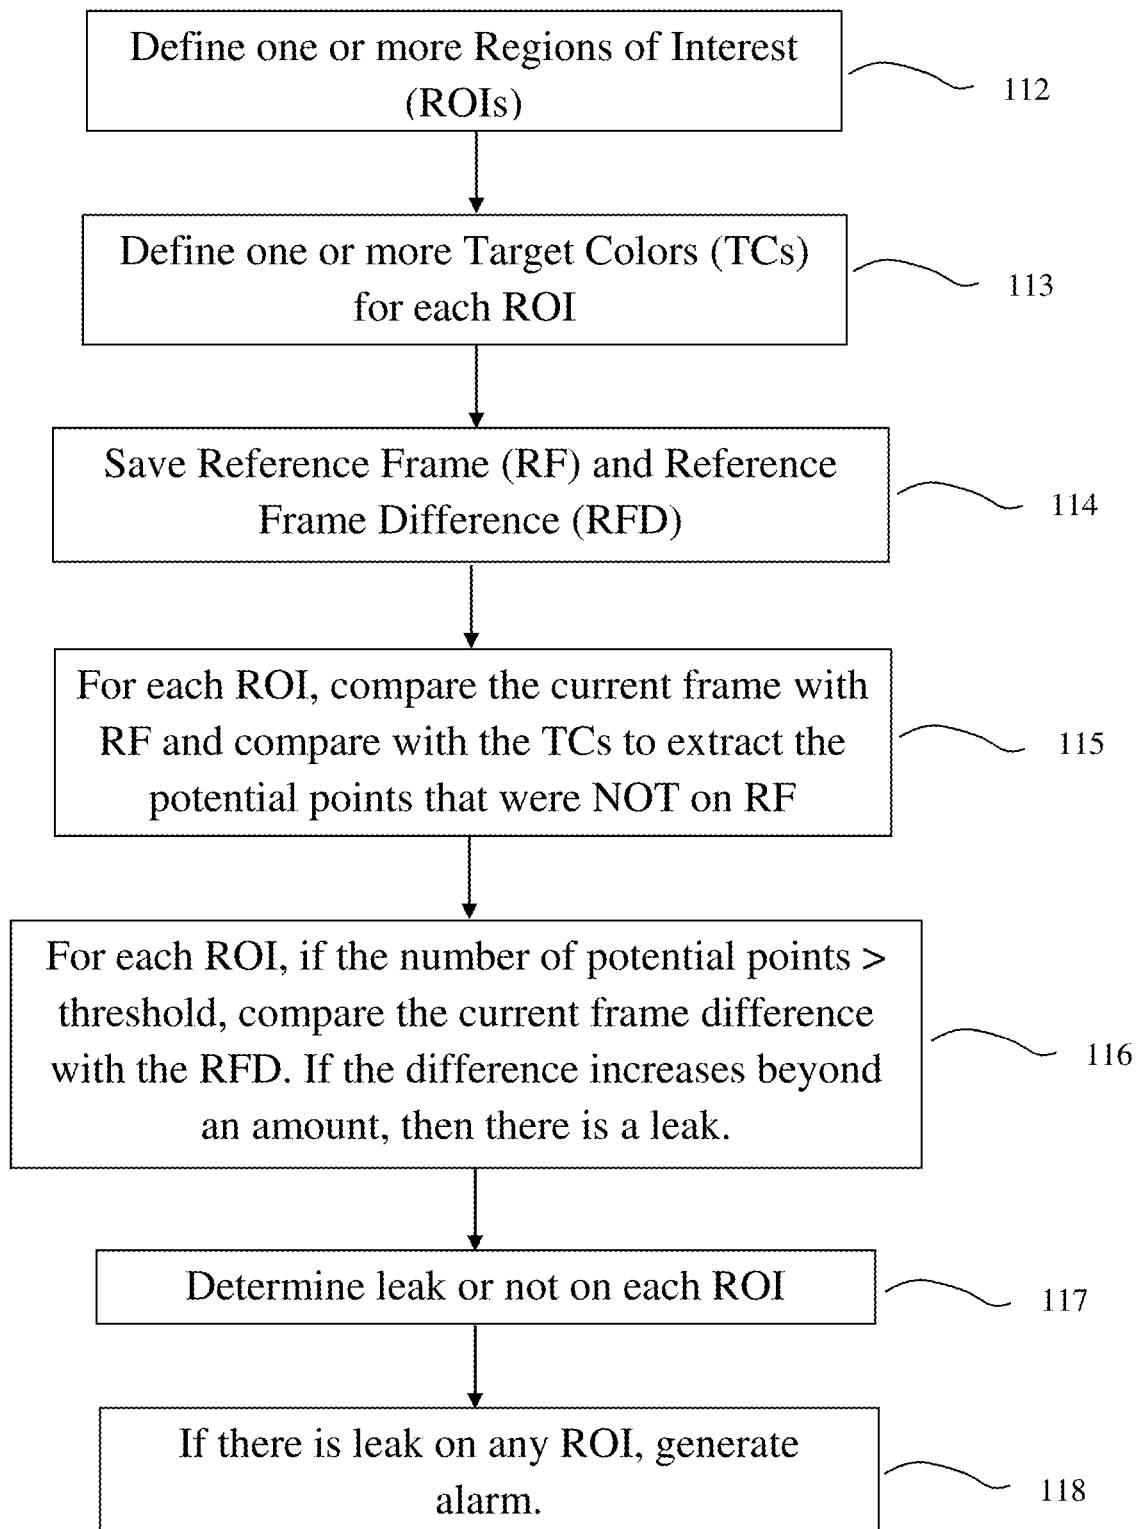 Define one or more Regions of Interest
(ROIs)
112
Define one or more Target Colors (TCs)
for each ROI
113
Save Reference Frame (RF) and Reference
Frame Difference (RFD)
114
For each ROI, compare the current frame with
RF and compare with the TCs to extract the
potential points that were NOT on RF
115
For each ROI, if the number of potential points >
threshold, compare the current frame difference
with the RFD. If the difference increases beyond
an amount, then there is a leak.
116
Determine leak or not on each ROI
117
If there is leak on any ROI, generate
alarm.
118